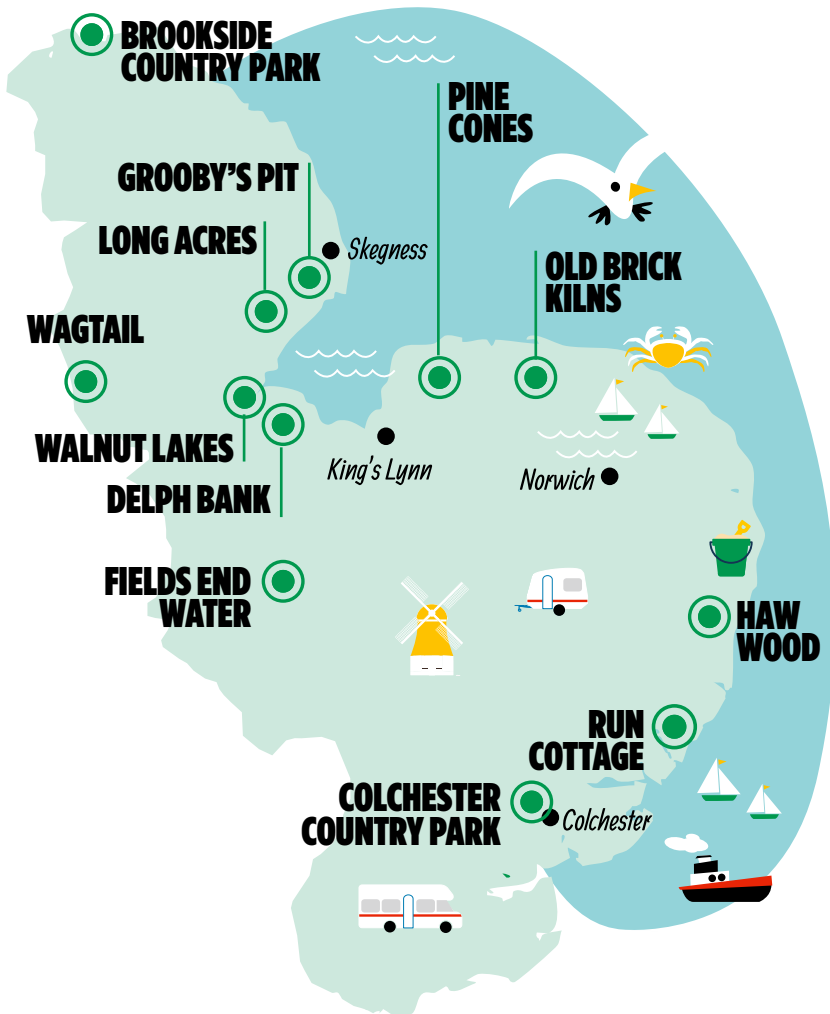 BROOKSIDE
COUNTRY PARK
PINE
CONES
GROOBY'S PIT
LONG ACRES
Skegness
OLD BRICK
KILNS
WAGTAIL
WALNUT LAKES
King's Lynn
Norwich
DELPH BANK
FIELDS END
WATER
HAW
WOOD
RUN
COTTAGE
COLCHESTER
COUNTRY PARK
Colchester